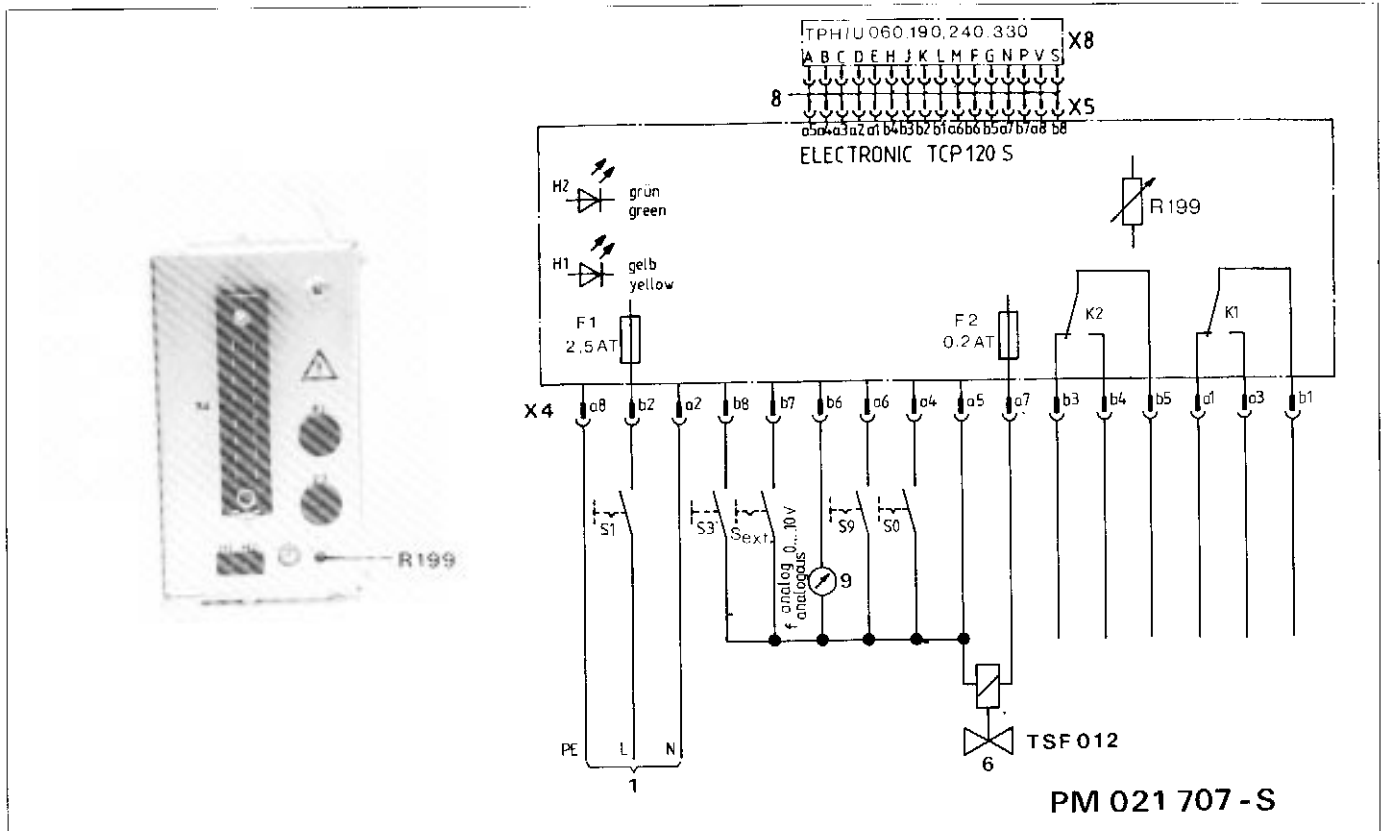 TPH/U 060.190,240.330
X8
A B C D E H J K L M F G N P V S
8
X5
a5 a4 a3 a2 a1 b4 b3 b2 b1 a6 b6 b5 a7 b7 a8 b8
ELECTRONIC TCP 120 S
H2
grün
green
R199
H1
gelb
yellow
F1
2,5 AT
F2
0.2 AT
K2
K1
X4
a8 b2 a2 b8 b7 b6 a6 a4 a5 a7 b3 b4 b5 a1 a3 b1
S1
S3
Sext.
f analog 0...10V
analogous
9
S9
S0
R199
PE L N
1
TSF 012
6
PM 021 707 - S